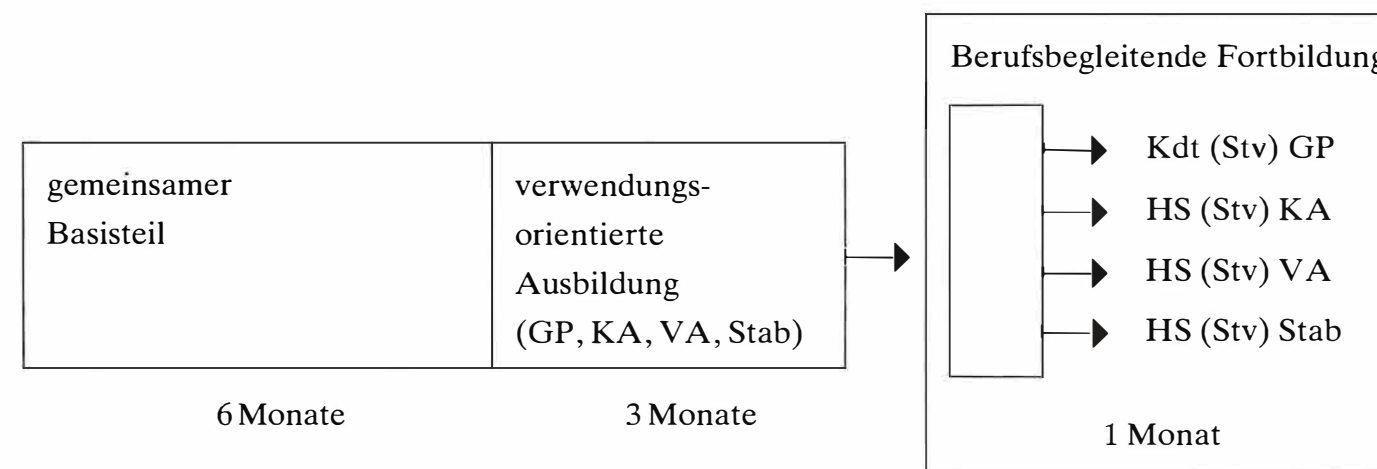 Berufsbegleitende Fortbildung
gemeinsamer
Basisteil
verwendungs-
orientierte
Ausbildung
(GP, KA, VA, Stab)
Kdt (Stv) GP
HS (Stv) KA
HS (Stv) VA
HS (Stv) Stab
6 Monate
3 Monate
1 Monat